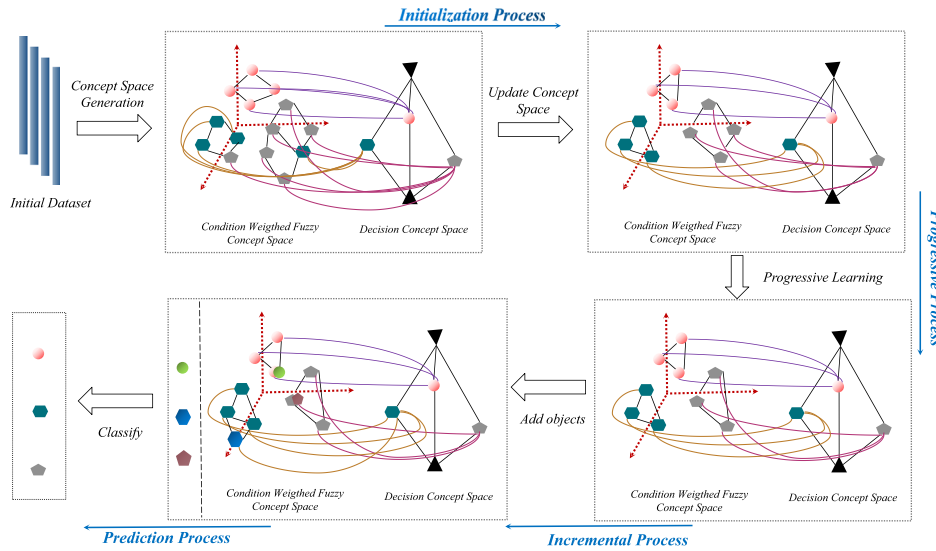 Initialization Process
Concept Space
Generation
Initial Dataset
Condition Weigthed Fuzzy
Concept Space
Decision Concept Space
Update Concept
Space
Condition Weigthed Fuzzy
Concept Space
Decision Concept Space
Progressive Process
Progressive Learning
Condition Weigthed Fuzzy
Concept Space
Decision Concept Space
Add objects
Condition Weigthed Fuzzy
Concept Space
Decision Concept Space
Classify
Prediction Process
Incremental Process